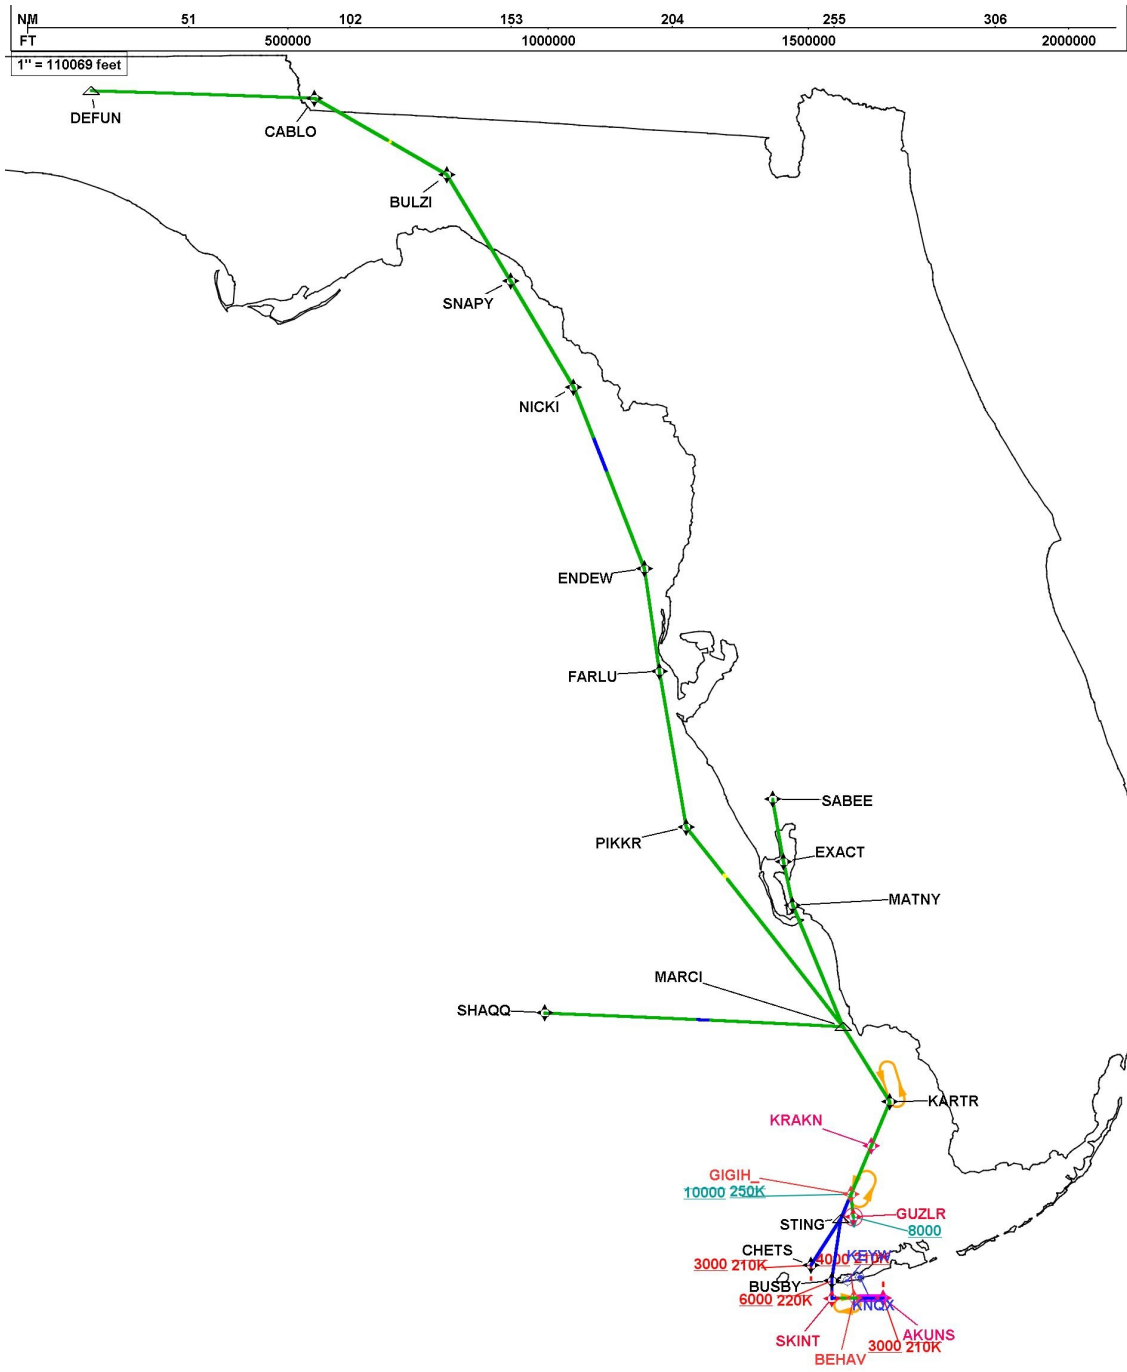 NM 51 102 153 204 255 306
FT 500000 1000000 1500000 2000000
1" = 110069 feet
DEFUN
CABLO
BULZI
SNAPY
NICKI
ENDEW
FARLU
SABEE
PIKKR
EXACT
MATNY
MARCI
SHAQQ
KARTR
KRAKN
GIGIH_
10000 250K
GUZLR
STING
8000
CHETS
KEYW
3000 210K
4000 210K
BUSBY
6000 220K
KNQX
SKINT
AKUNS
3000 210K
BEHAV